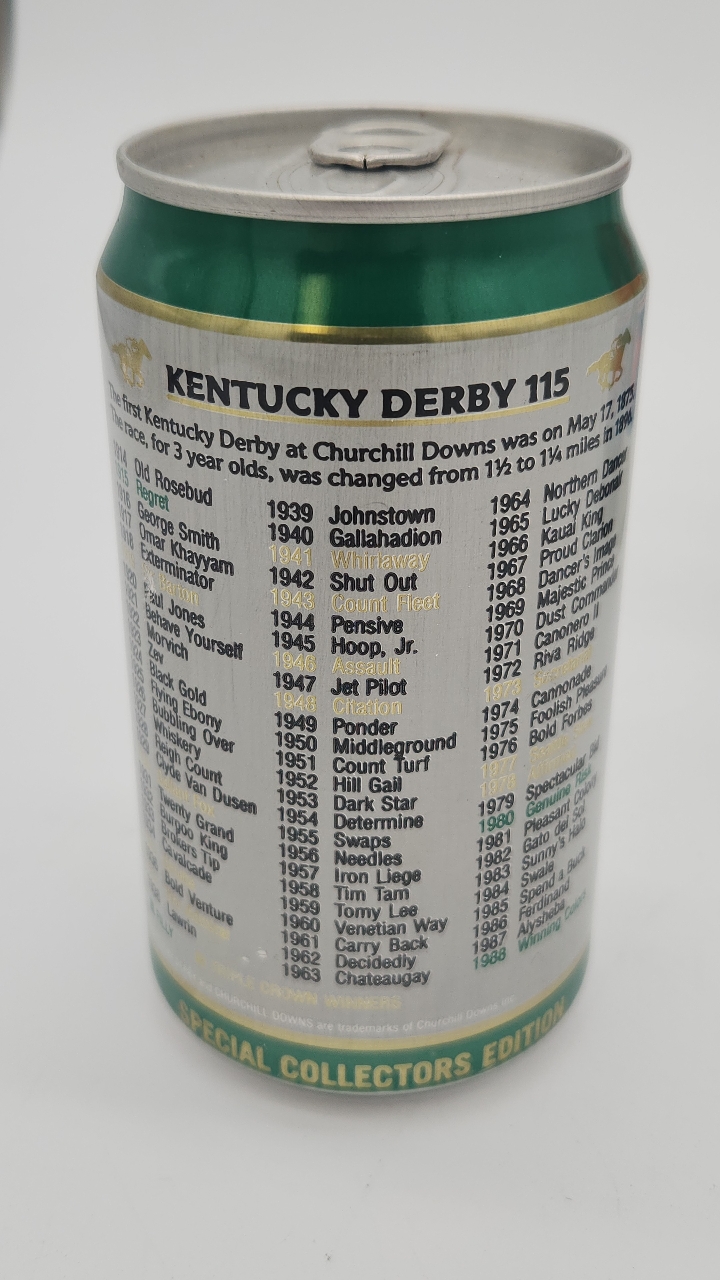 KENTUCKY DERBY 115
The first Kentucky Derby at Churchill Downs was on May 17, 1875.
The race, for 3 year olds, was changed from 1½ to 1¼ miles in 1896.
Old Rosebud
Regret
George Smith
Omar Khayyam
Exterminator
Barton
Paul Jones
Behave Yourself
Morvich
Zev
Black Gold
Flying Ebony
Bubbling Over
Whiskery
Reigh Count
Clyde Van Dusen
Twenty Grand
Burgoo King
Brokers Tip
Cavalcade
Bold Venture
Lawrin
1939 Johnstown
1940 Gallahadion
1941 Whirlaway
1942 Shut Out
1943 Count Fleet
1944 Pensive
1945 Hoop, Jr.
1946 Assault
1947 Jet Pilot
1948 Citation
1949 Ponder
1950 Middleground
1951 Count Turf
1952 Hill Gail
1953 Dark Star
1954 Determine
1955 Swaps
1956 Needles
1957 Iron Liege
1958 Tim Tam
1959 Tomy Lee
1960 Venetian Way
1961 Carry Back
1962 Decidedly
1963 Chateaugay
1964 Northern Dancer
1965 Lucky Debonair
1966 Kauai King
1967 Proud Clarion
1968 Dancer's Image
1969 Majestic Prince
1970 Dust Commander
1971 Canonero II
1972 Riva Ridge
1973
1974 Cannonade
1975 Foolish Pleasure
1976 Bold Forbes
1977
1978
1979 Spectacular Bid
1980 Genuine Risk
1981 Pleasant Colony
1982 Gato del Sol
1983 Sunny's Halo
1984 Swale
1985 Spend a Buck
1986 Ferdinand
1987 Alysheba
1988 Winning Colors
TRIPLE CROWN WINNERS
CHURCHILL DOWNS are trademarks of Churchill Downs Inc.
SPECIAL COLLECTORS EDITION